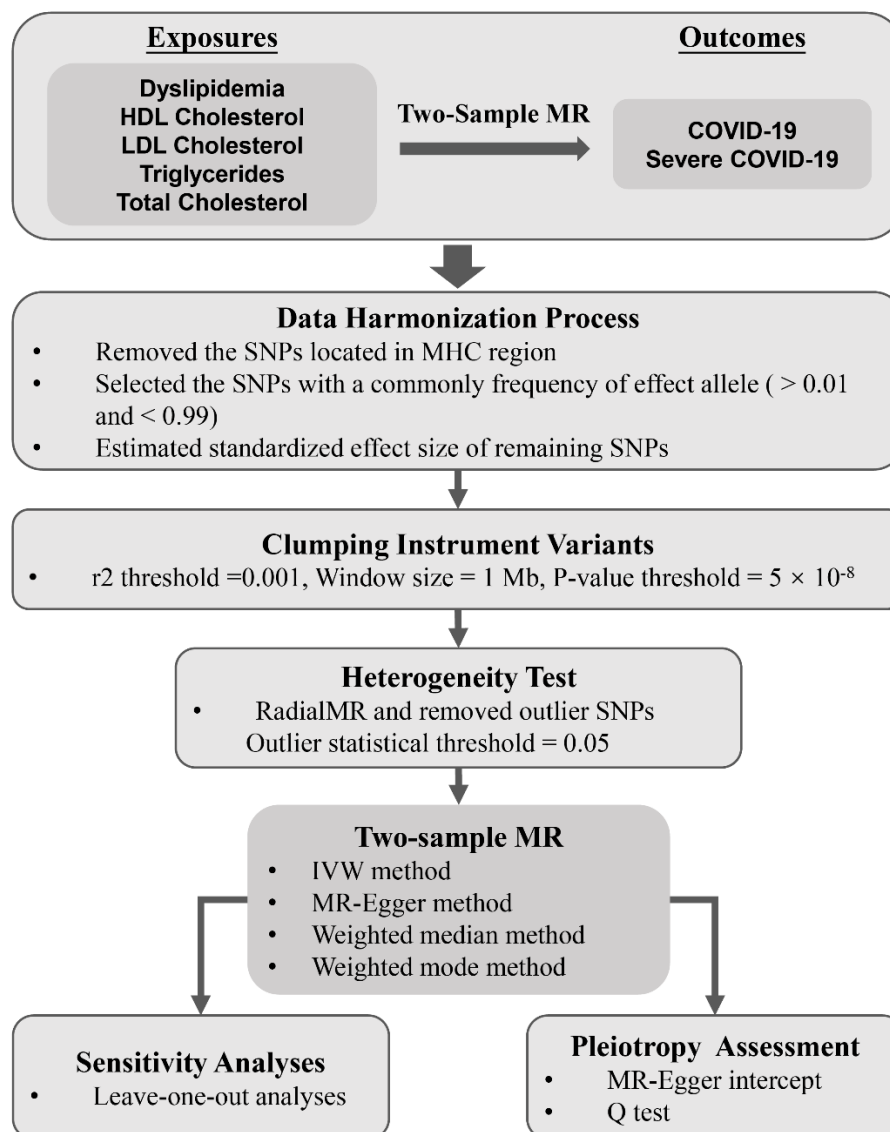 Exposures
Dyslipidemia
HDL Cholesterol
LDL Cholesterol
Triglycerides
Total Cholesterol
Two-Sample MR
Outcomes
COVID-19
Severe COVID-19
Data Harmonization Process
• Removed the SNPs located in MHC region
• Selected the SNPs with a commonly frequency of effect allele ( > 0.01
and < 0.99)
• Estimated standardized effect size of remaining SNPs
Clumping Instrument Variants
• r2 threshold =0.001, Window size = 1 Mb, P-value threshold = 5 × 10⁻⁸
Heterogeneity Test
• RadialMR and removed outlier SNPs
Outlier statistical threshold = 0.05
Two-sample MR
• IVW method
• MR-Egger method
• Weighted median method
• Weighted mode method
Sensitivity Analyses
• Leave-one-out analyses
Pleiotropy Assessment
• MR-Egger intercept
• Q test